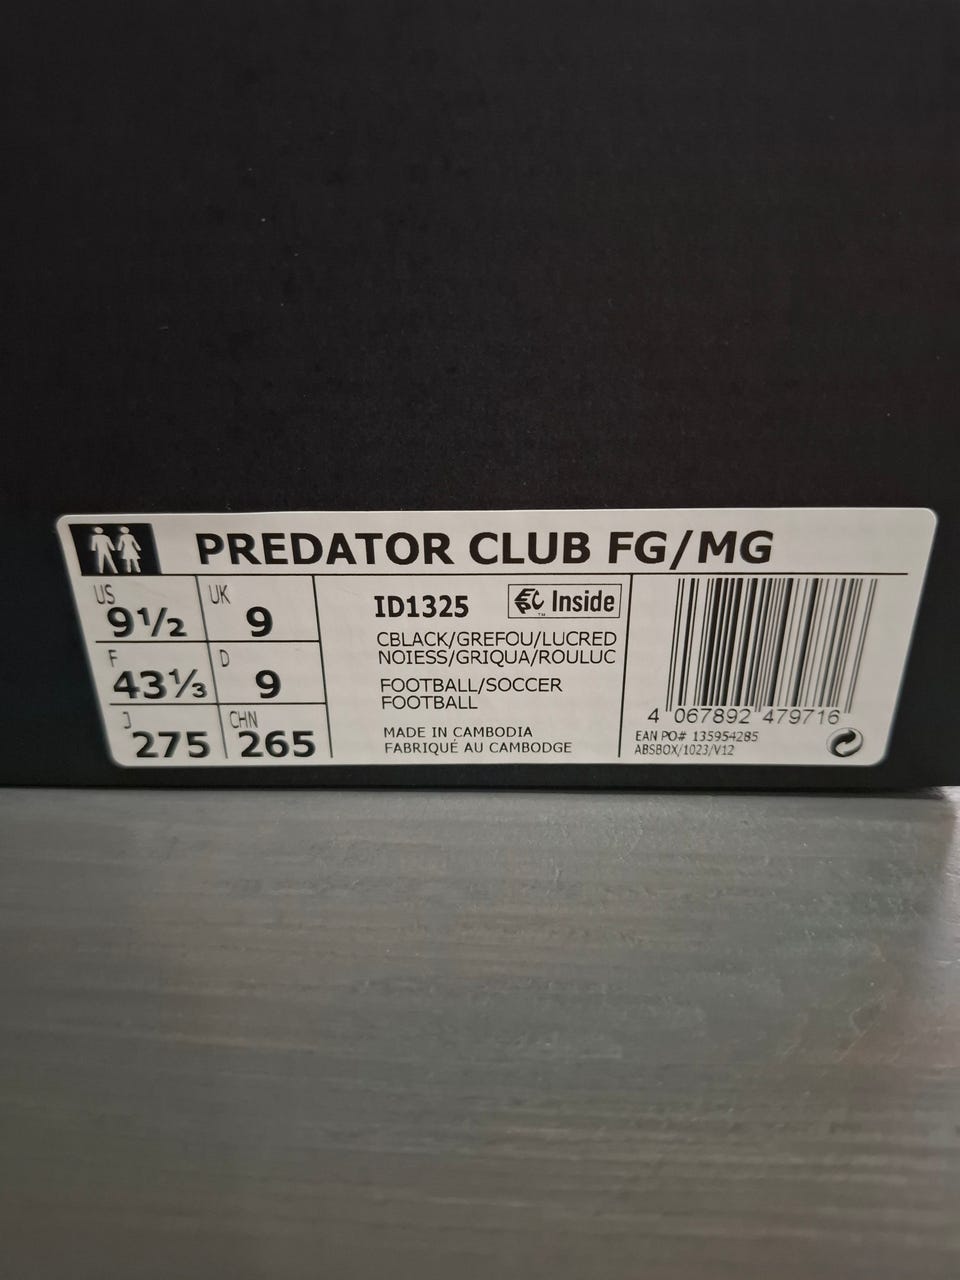 PREDATOR CLUB FG/MG
US 9½
UK 9
F 43⅓
D 9
J 275
CHN 265
ID1325
Inside
CBLACK/GREFOU/LUCRED
NOIESS/GRIQUA/ROULUC
FOOTBALL/SOCCER
FOOTBALL
MADE IN CAMBODIA
FABRIQUÉ AU CAMBODGE
4 067892 479716
EAN PO# 135954285
ABSBOX/1023/V12